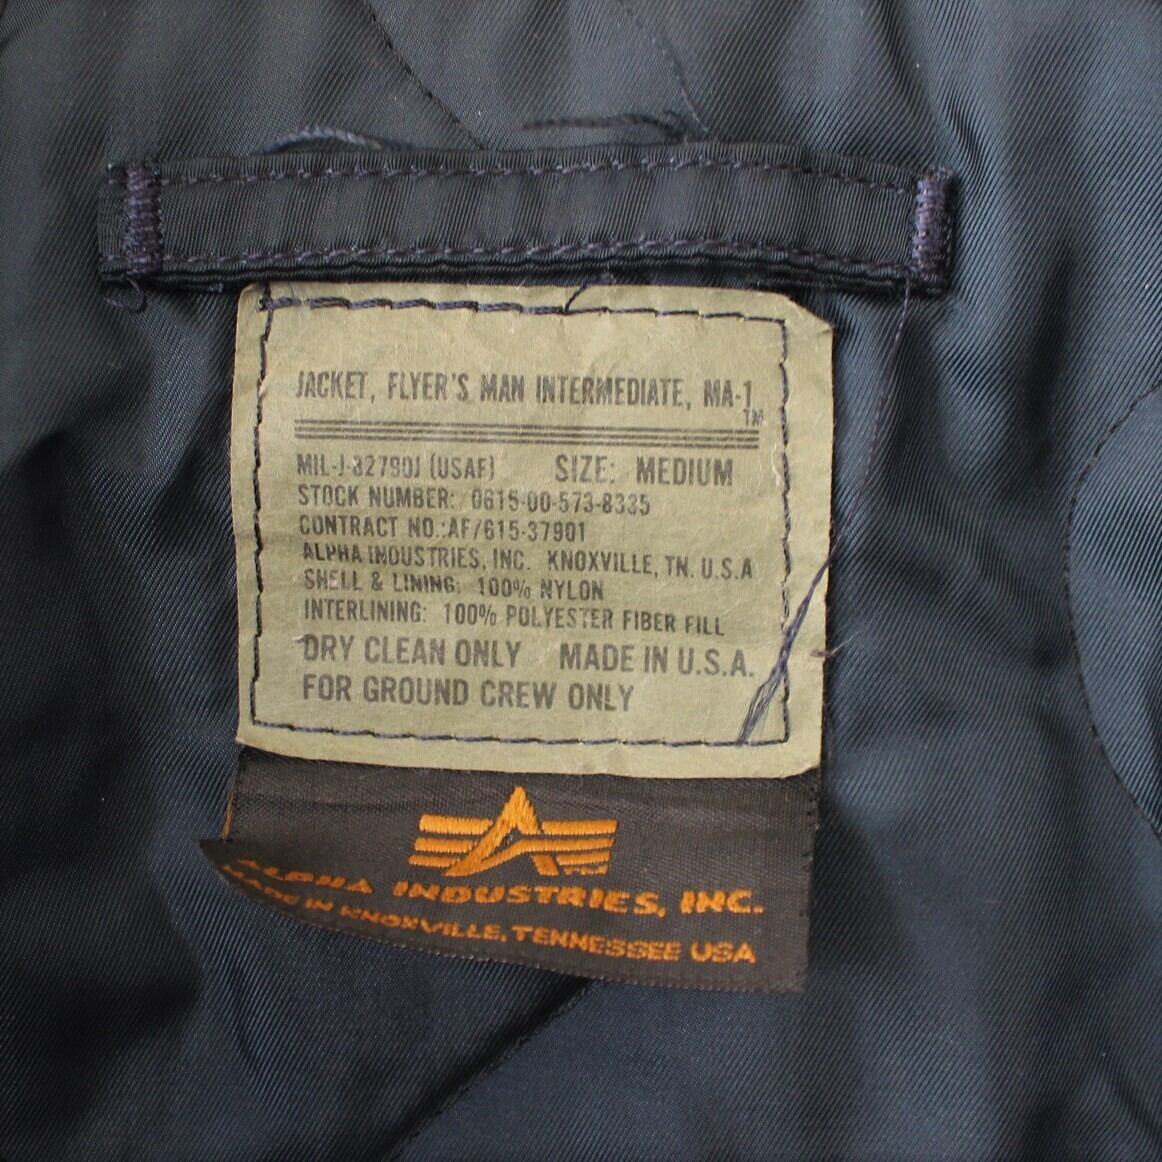 JACKET, FLYER'S MAN INTERMEDIATE, MA-1 TM
MIL-J-82790J (USAF) SIZE: MEDIUM
STOCK NUMBER: 0615-00-573-8335
CONTRACT NO.:AF/615-37901
ALPHA INDUSTRIES, INC. KNOXVILLE, TN. U.S.A
SHELL & LINING: 100% NYLON
INTERLINING: 100% POLYESTER FIBER FILL
DRY CLEAN ONLY MADE IN U.S.A.
FOR GROUND CREW ONLY
ALPHA INDUSTRIES, INC.
MADE IN KNOXVILLE, TENNESSEE USA